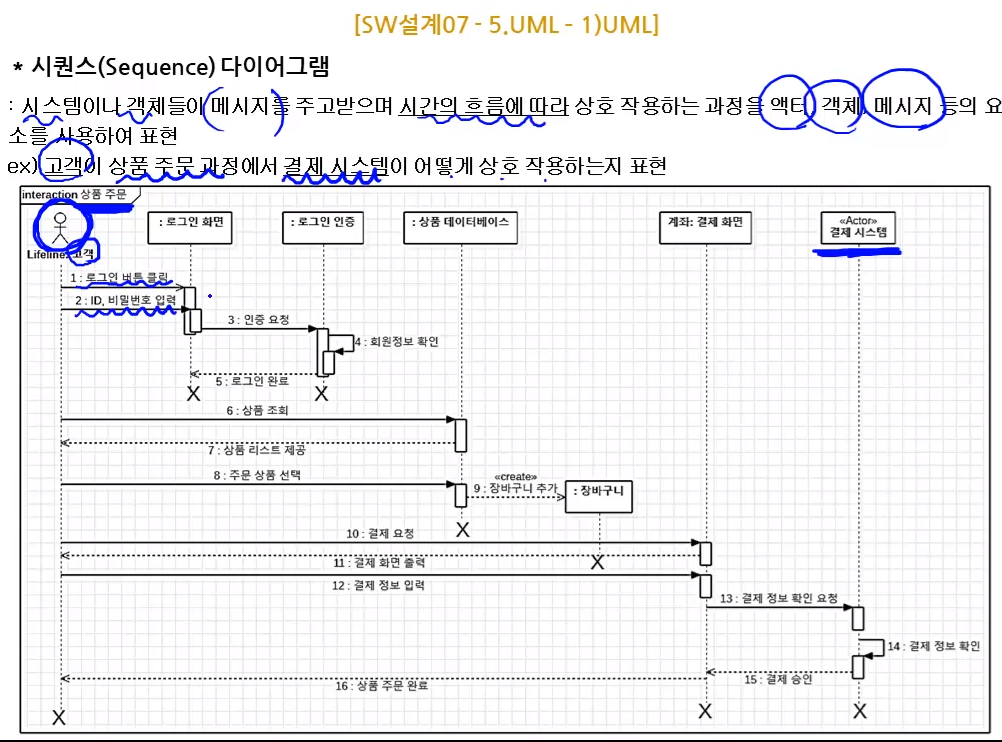 [SW설계07 - 5.UML - 1)UML]
* 시퀀스(Sequence) 다이어그램
: 시스템이나 객체들이 메시지를 주고받으며 시간의 흐름에 따라 상호 작용하는 과정을 액터, 객체, 메시지 등의 요
소를 사용하여 표현
ex) 고객이 상품 주문 과정에서 결제 시스템이 어떻게 상호 작용하는지 표현
interaction 상품 주문
: 로그인 화면
: 로그인 인증
: 상품 데이터베이스
계좌: 결제 화면
«Actor»
결제 시스템
Lifeline: 고객
1 : 로그인 버튼 클릭
2 : ID, 비밀번호 입력
3 : 인증 요청
4 : 회원정보 확인
5 : 로그인 완료
X X
6 : 상품 조회
7 : 상품 리스트 제공
8 : 주문 상품 선택
«create»
9 : 장바구니 추가
: 장바구니
X
10 : 결제 요청
11 : 결제 화면 출력
X
12 : 결제 정보 입력
13 : 결제 정보 확인 요청
14 : 결제 정보 확인
15 : 결제 승인
16 : 상품 주문 완료
X X X